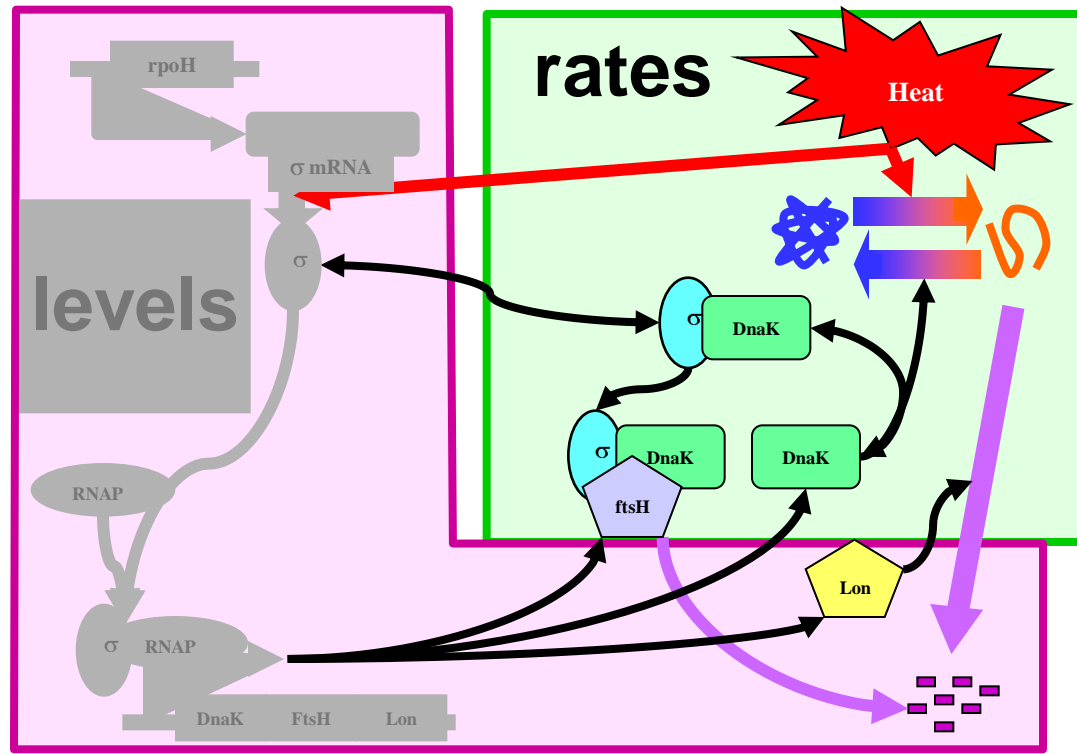 rpoH
rates
Heat
σ mRNA
σ
levels
σ
DnaK
σ
DnaK
DnaK
RNAP
ftsH
Lon
σ
RNAP
DnaK
FtsH
Lon